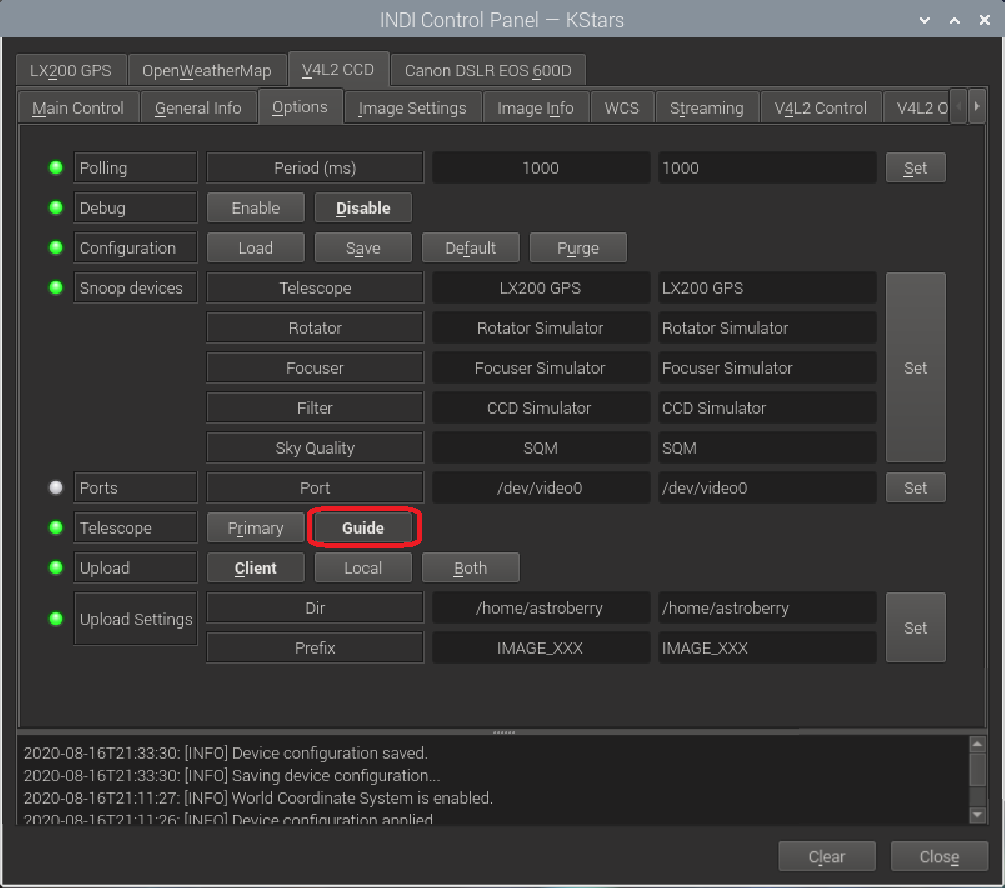 INDI Control Panel — KStars
LX200 GPS OpenWeatherMap V4L2 CCD Canon DSLR EOS 600D
Main Control General Info Options Image Settings Image Info WCS Streaming V4L2 Control V4L2 O
Polling Period (ms) 1000 1000 Set
Debug Enable Disable
Configuration Load Save Default Purge
Snoop devices Telescope LX200 GPS LX200 GPS
Rotator Rotator Simulator Rotator Simulator
Focuser Focuser Simulator Focuser Simulator Set
Filter CCD Simulator CCD Simulator
Sky Quality SQM SQM
Ports Port /dev/video0 /dev/video0 Set
Telescope Primary Guide
Upload Client Local Both
Upload Settings Dir /home/astroberry /home/astroberry Set
Prefix IMAGE_XXX IMAGE_XXX
2020-08-16T21:33:30: [INFO] Device configuration saved.
2020-08-16T21:33:30: [INFO] Saving device configuration...
2020-08-16T21:11:27: [INFO] World Coordinate System is enabled.
2020-08-16T21:11:26: [INFO] Device configuration applied
Clear Close